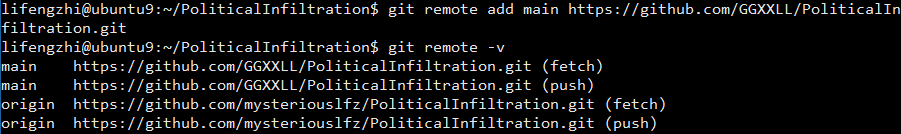 lifengzhi@ubuntu9:~/PoliticalInfiltration$ git remote add main https://github.com/GGXXLL/PoliticalIn
filtration.git
lifengzhi@ubuntu9:~/PoliticalInfiltration$ git remote -v
main    https://github.com/GGXXLL/PoliticalInfiltration.git (fetch)
main    https://github.com/GGXXLL/PoliticalInfiltration.git (push)
origin  https://github.com/mysteriouslfz/PoliticalInfiltration.git (fetch)
origin  https://github.com/mysteriouslfz/PoliticalInfiltration.git (push)